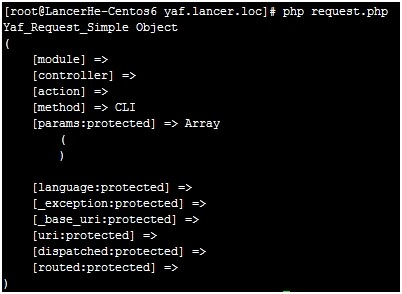 [root@LancerHe-Centos6 yaf.lancer.loc]# php request.php
Yaf_Request_Simple Object
(
    [module] =>
    [controller] =>
    [action] =>
    [method] => CLI
    [params:protected] => Array
        (
        )

    [language:protected] =>
    [_exception:protected] =>
    [_base_uri:protected] =>
    [uri:protected] =>
    [dispatched:protected] =>
    [routed:protected] =>
)